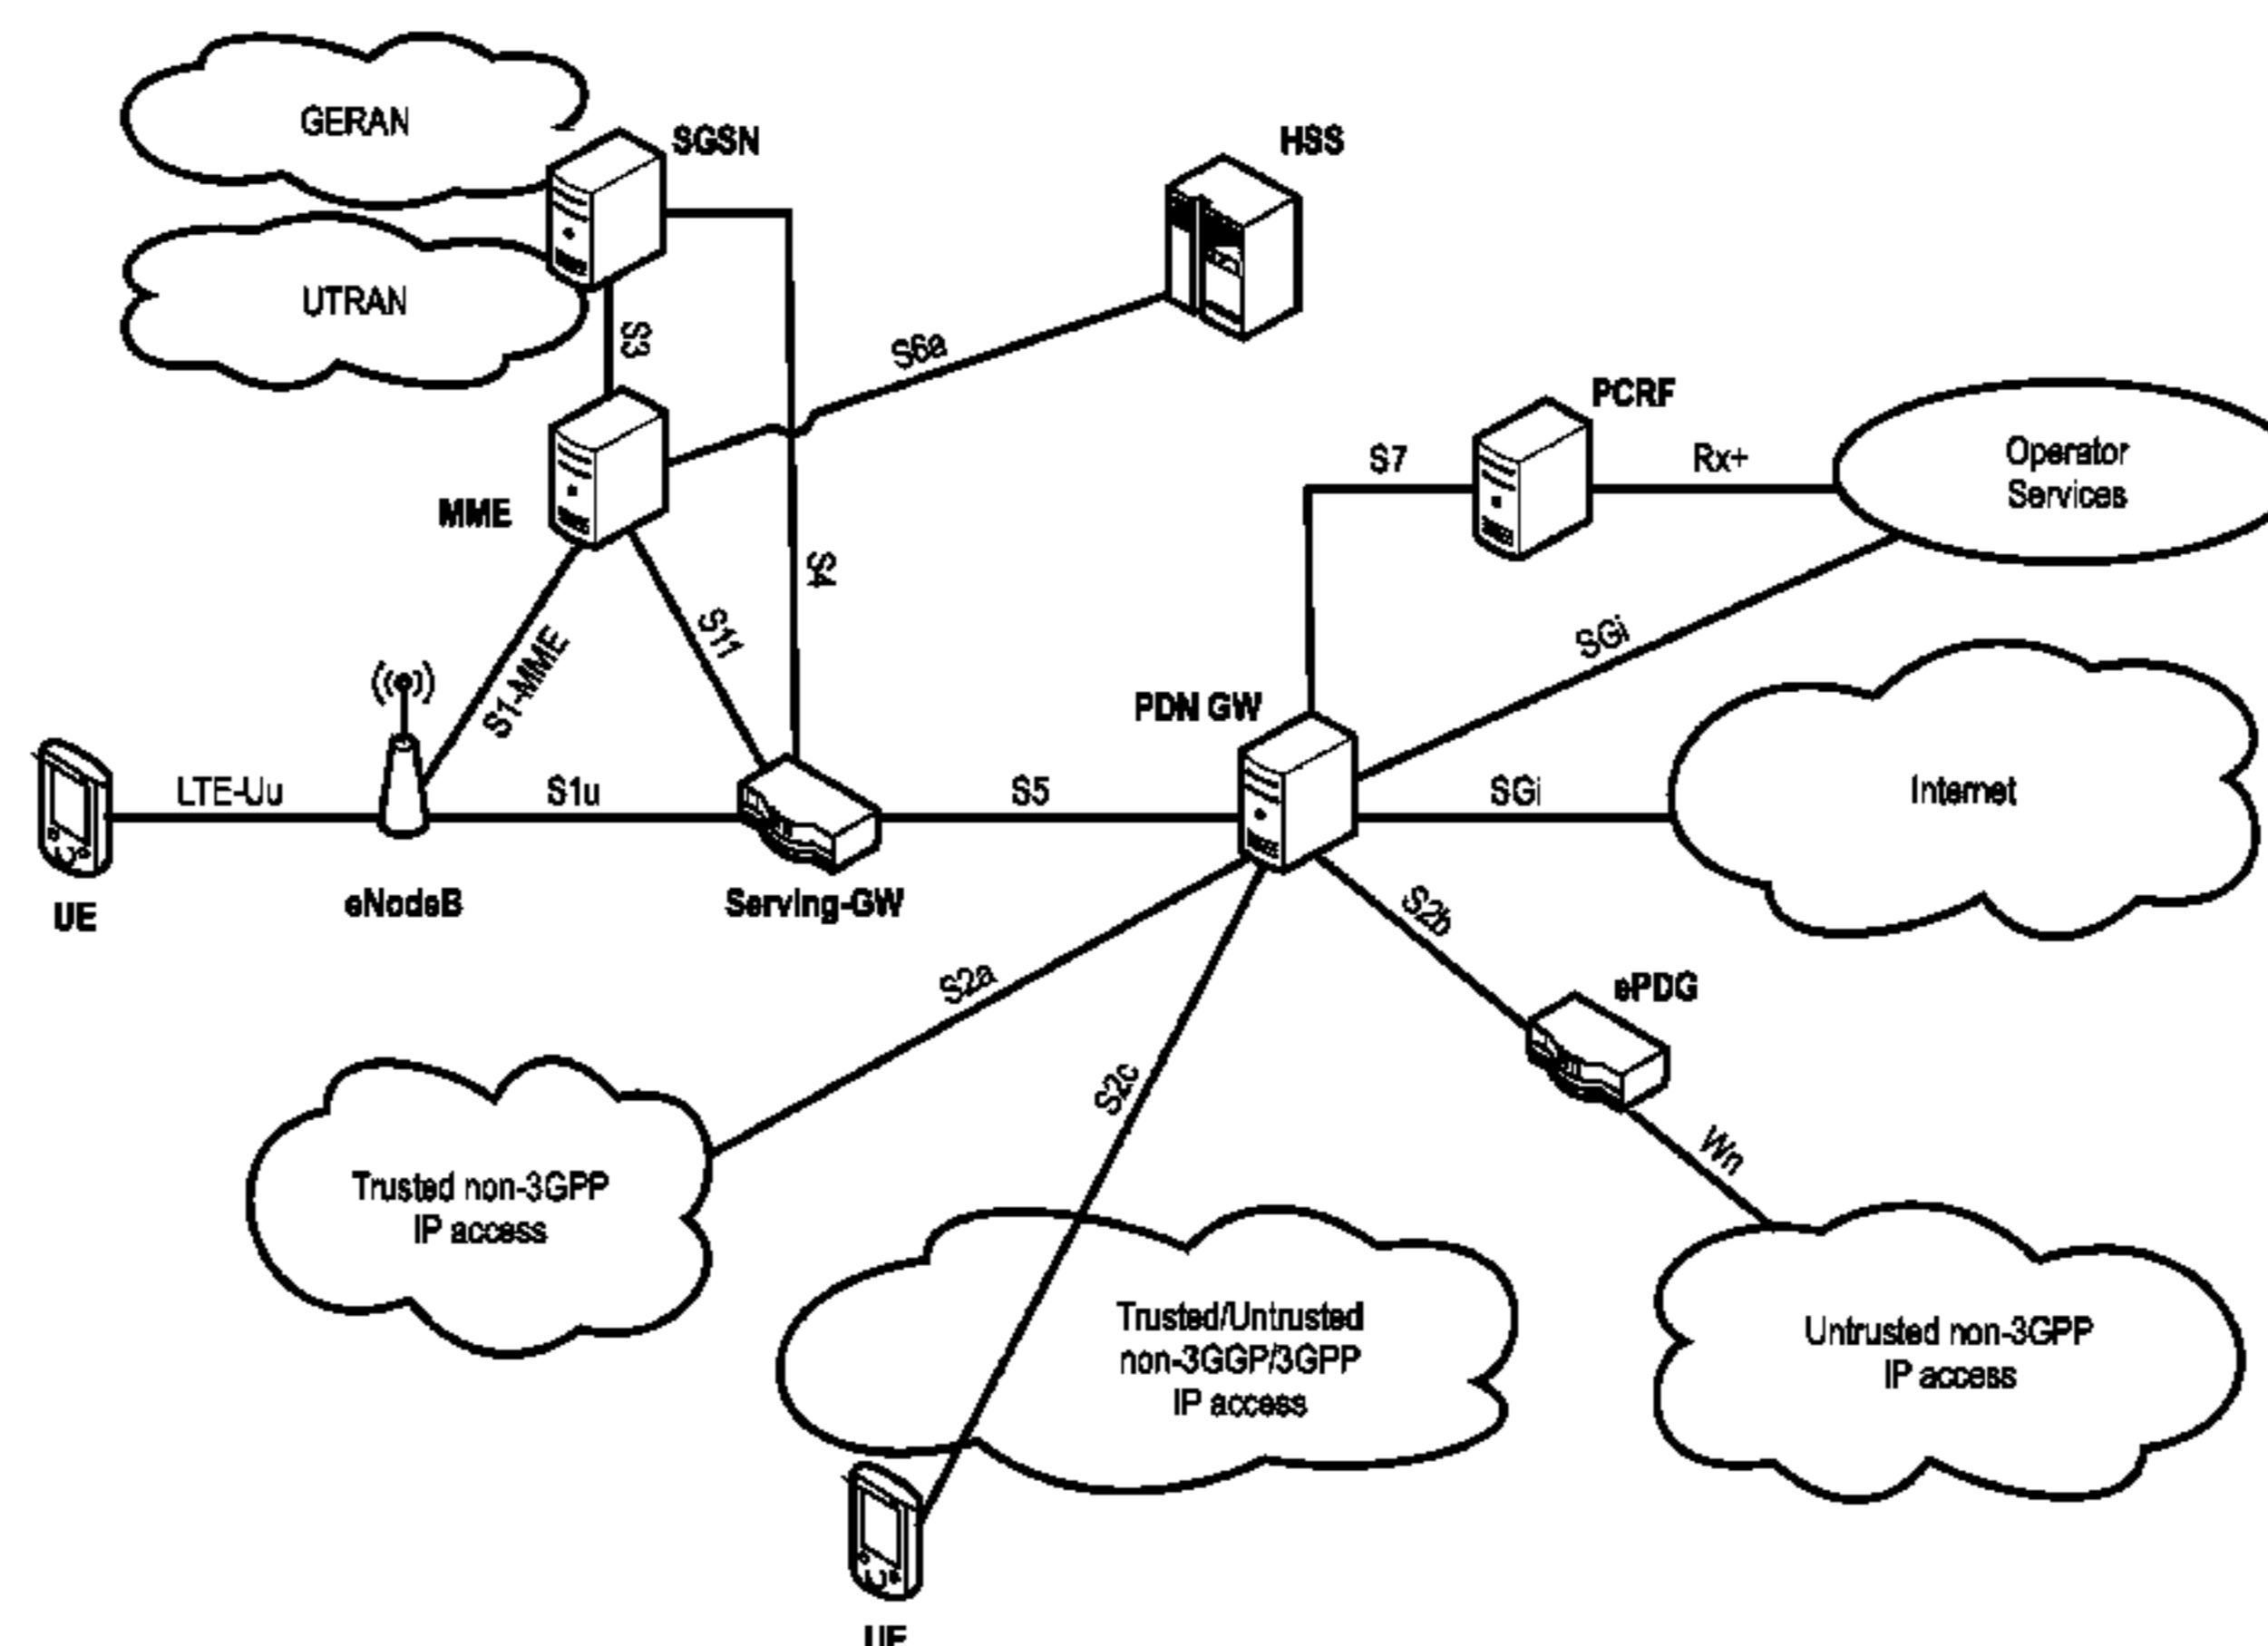 GERAN
SGSN
HSS
UTRAN
S3
S6a
PCRF
Operator
Services
S7
Rx+
MME
S4
S11
S1-MME
SGi
PDN GW
LTE-Uu
S1u
S5
SGi
Internet
UE
eNodeB
Serving-GW
S2b
S2a
ePDG
S2c
Wn
Trusted non-3GPP
IP access
Trusted/Untrusted
non-3GGP/3GPP
IP access
Untrusted non-3GPP
IP access
UE